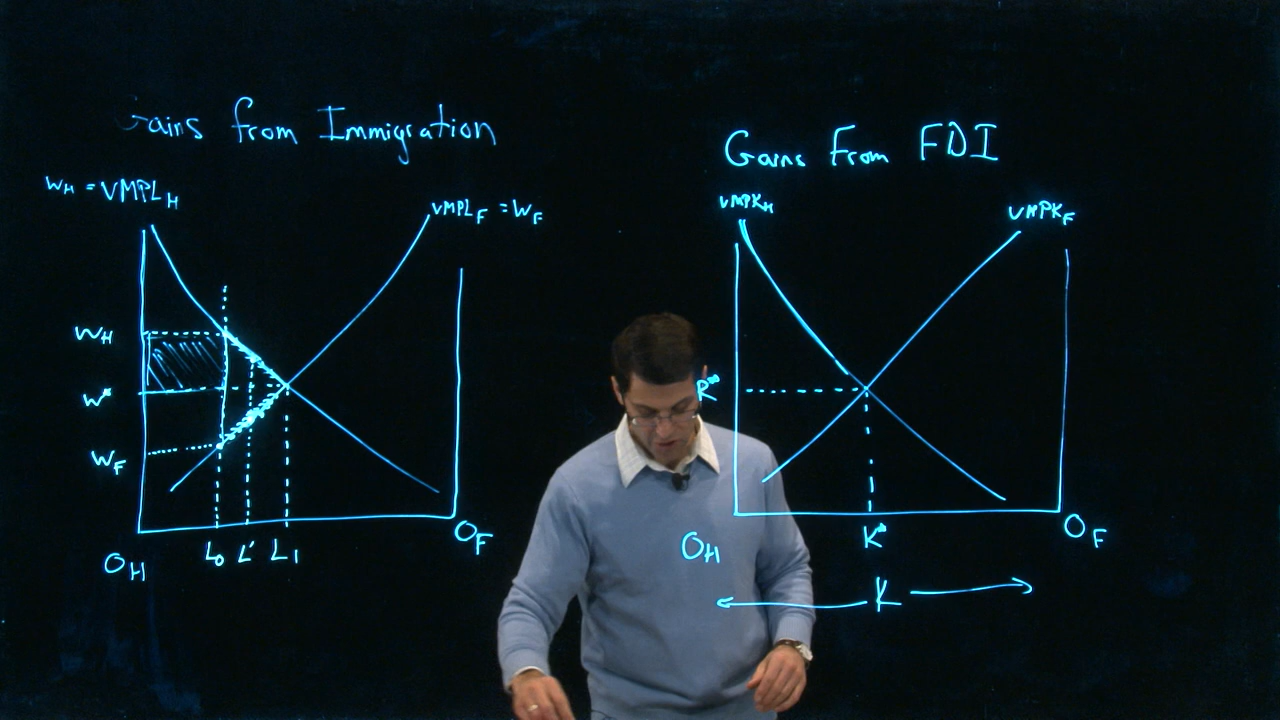 Gains from Immigration
W_H = VMPL_H
VMPL_F = W_F
W_H
W*
W_F
O_H
L_0 L' L_1
O_F
Gains From FDI
VMPK_H
VMPK_F
R*
O_H
K*
O_F
K